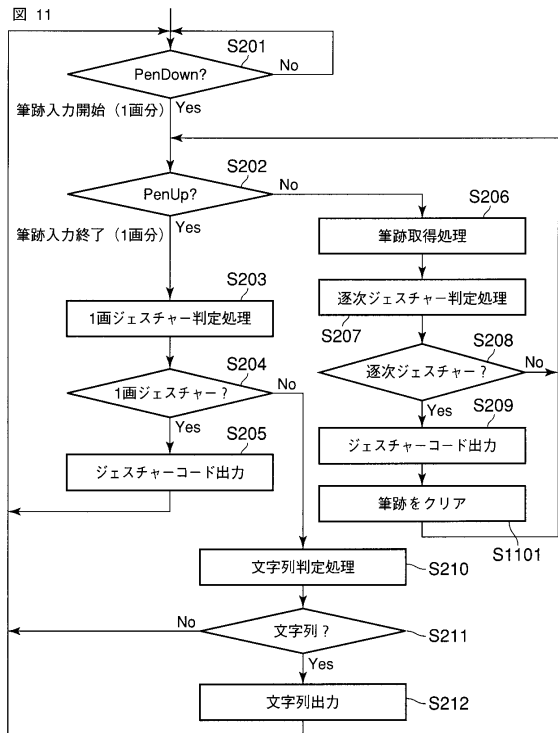 図 11
S201
PenDown?
No
筆跡入力開始（1画分）
Yes
S202
PenUp?
No
筆跡入力終了（1画分）
Yes
S206
筆跡取得処理
S203
1画ジェスチャー判定処理
逐次ジェスチャー判定処理
S207
S204
1画ジェスチャー？
No
Yes
S208
逐次ジェスチャー？
No
Yes
S205
ジェスチャーコード出力
S209
ジェスチャーコード出力
筆跡をクリア
S1101
文字列判定処理
S210
No
文字列？
S211
Yes
文字列出力
S212